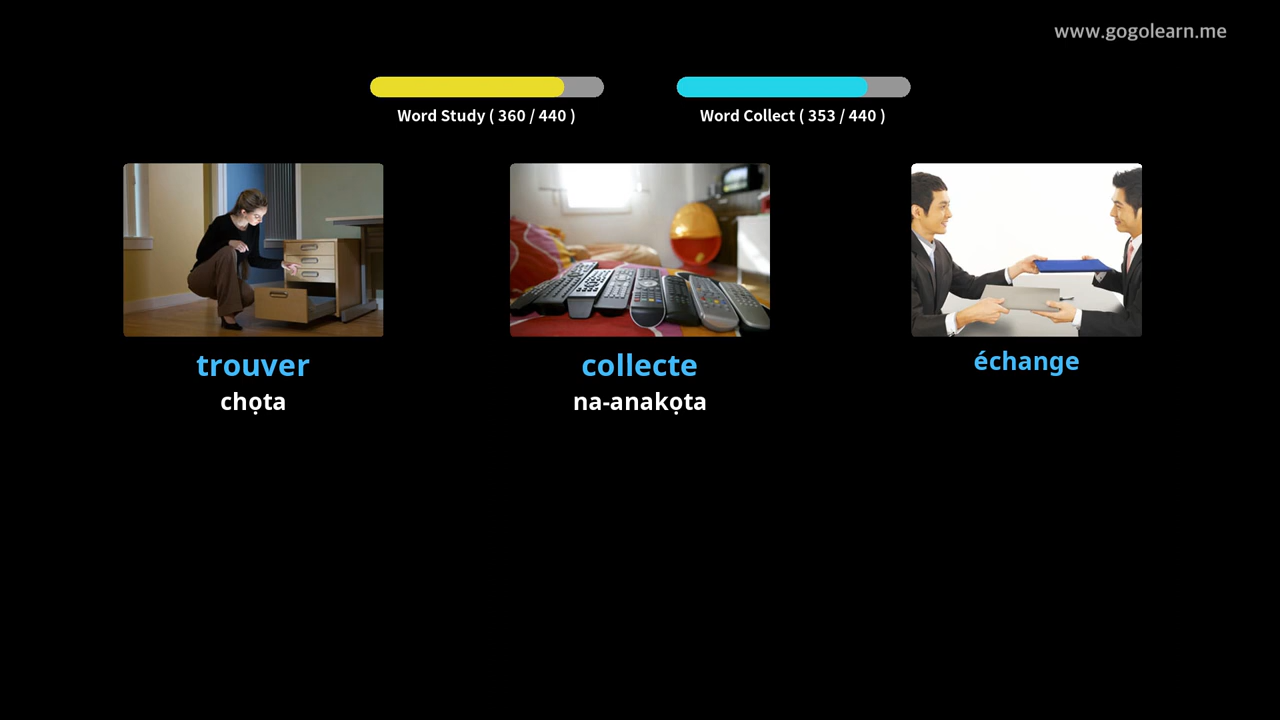 www.gogolearn.me
Word Study ( 360 / 440 )
Word Collect ( 353 / 440 )
trouver
chọta
collecte
na-anakọta
échange